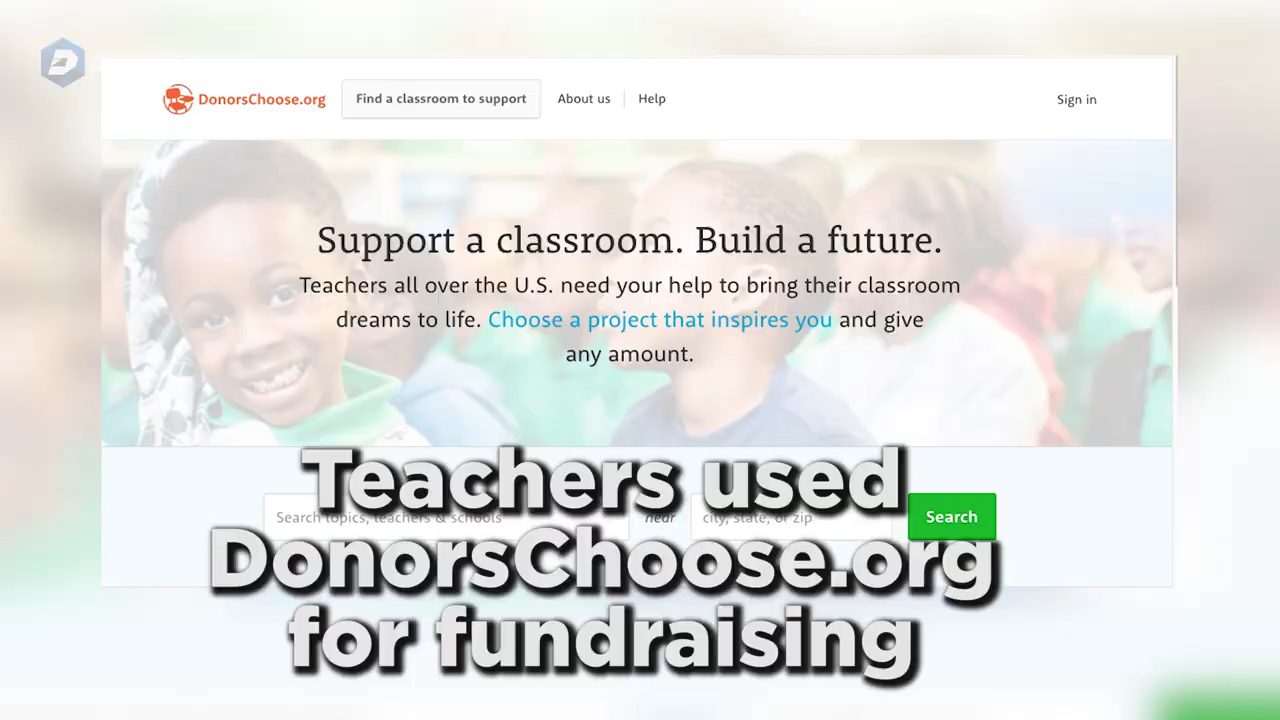 DonorsChoose.org
Find a classroom to support
About us
Help
Sign in
Support a classroom. Build a future.
Teachers all over the U.S. need your help to bring their classroom
dreams to life. Choose a project that inspires you and give
any amount.
Search topics, teachers & schools
near
city, state, or zip
Search
Teachers used
DonorsChoose.org
for fundraising